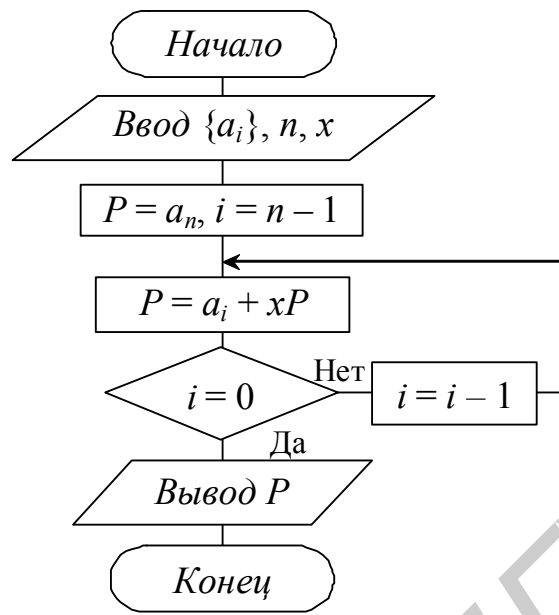 Начало
Ввод {aᵢ}, n, x
P = aₙ, i = n – 1
P = aᵢ + xP
i = 0
Нет
i = i – 1
Да
Вывод P
Конец